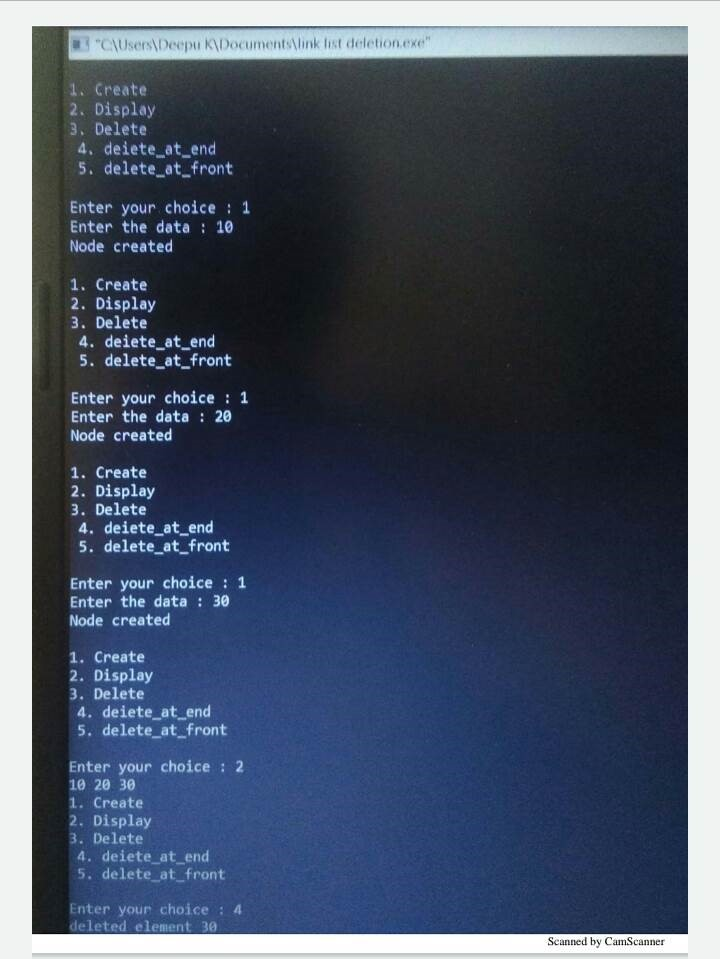 "C:\Users\Deepu K\Documents\link list deletion.exe"
1. Create
2. Display
3. Delete
4. deiete_at_end
5. delete_at_front
Enter your choice : 1
Enter the data : 10
Node created
1. Create
2. Display
3. Delete
4. deiete_at_end
5. delete_at_front
Enter your choice : 1
Enter the data : 20
Node created
1. Create
2. Display
3. Delete
4. deiete_at_end
5. delete_at_front
Enter your choice : 1
Enter the data : 30
Node created
1. Create
2. Display
3. Delete
4. deiete_at_end
5. delete_at_front
Enter your choice : 2
10 20 30
1. Create
2. Display
3. Delete
4. deiete_at_end
5. delete_at_front
Enter your choice : 4
deleted element 30
Scanned by CamScanner